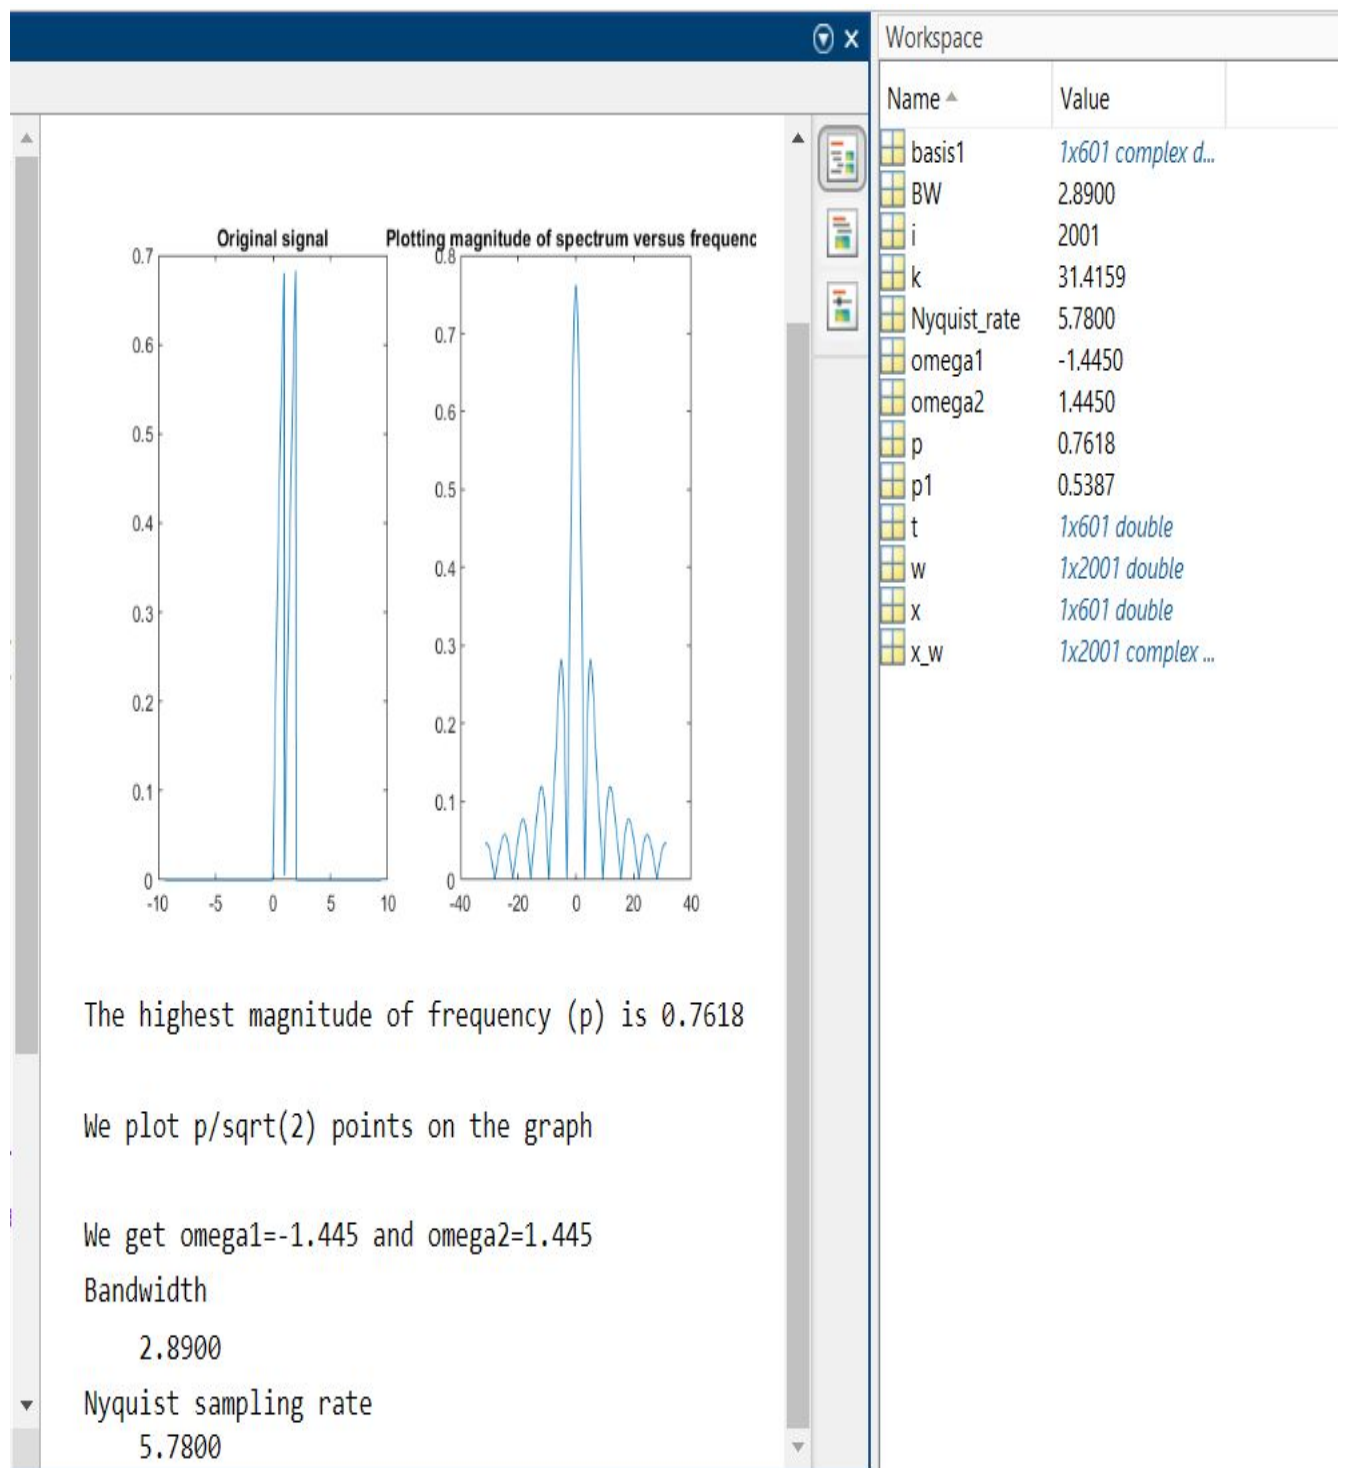 Workspace
Name Value
basis1 1x601 complex d...
BW 2.8900
i 2001
k 31.4159
Nyquist_rate 5.7800
omega1 -1.4450
omega2 1.4450
p 0.7618
p1 0.5387
t 1x601 double
w 1x2001 double
x 1x601 double
x_w 1x2001 complex ...
Original signal
0.7
0.6
0.5
0.4
0.3
0.2
0.1
0
-10 -5 0 5 10
Plotting magnitude of spectrum versus frequenc
0.8
0.7
0.6
0.5
0.4
0.3
0.2
0.1
0
-40 -20 0 20 40
The highest magnitude of frequency (p) is 0.7618
We plot p/sqrt(2) points on the graph
We get omega1=-1.445 and omega2=1.445
Bandwidth
2.8900
Nyquist sampling rate
5.7800